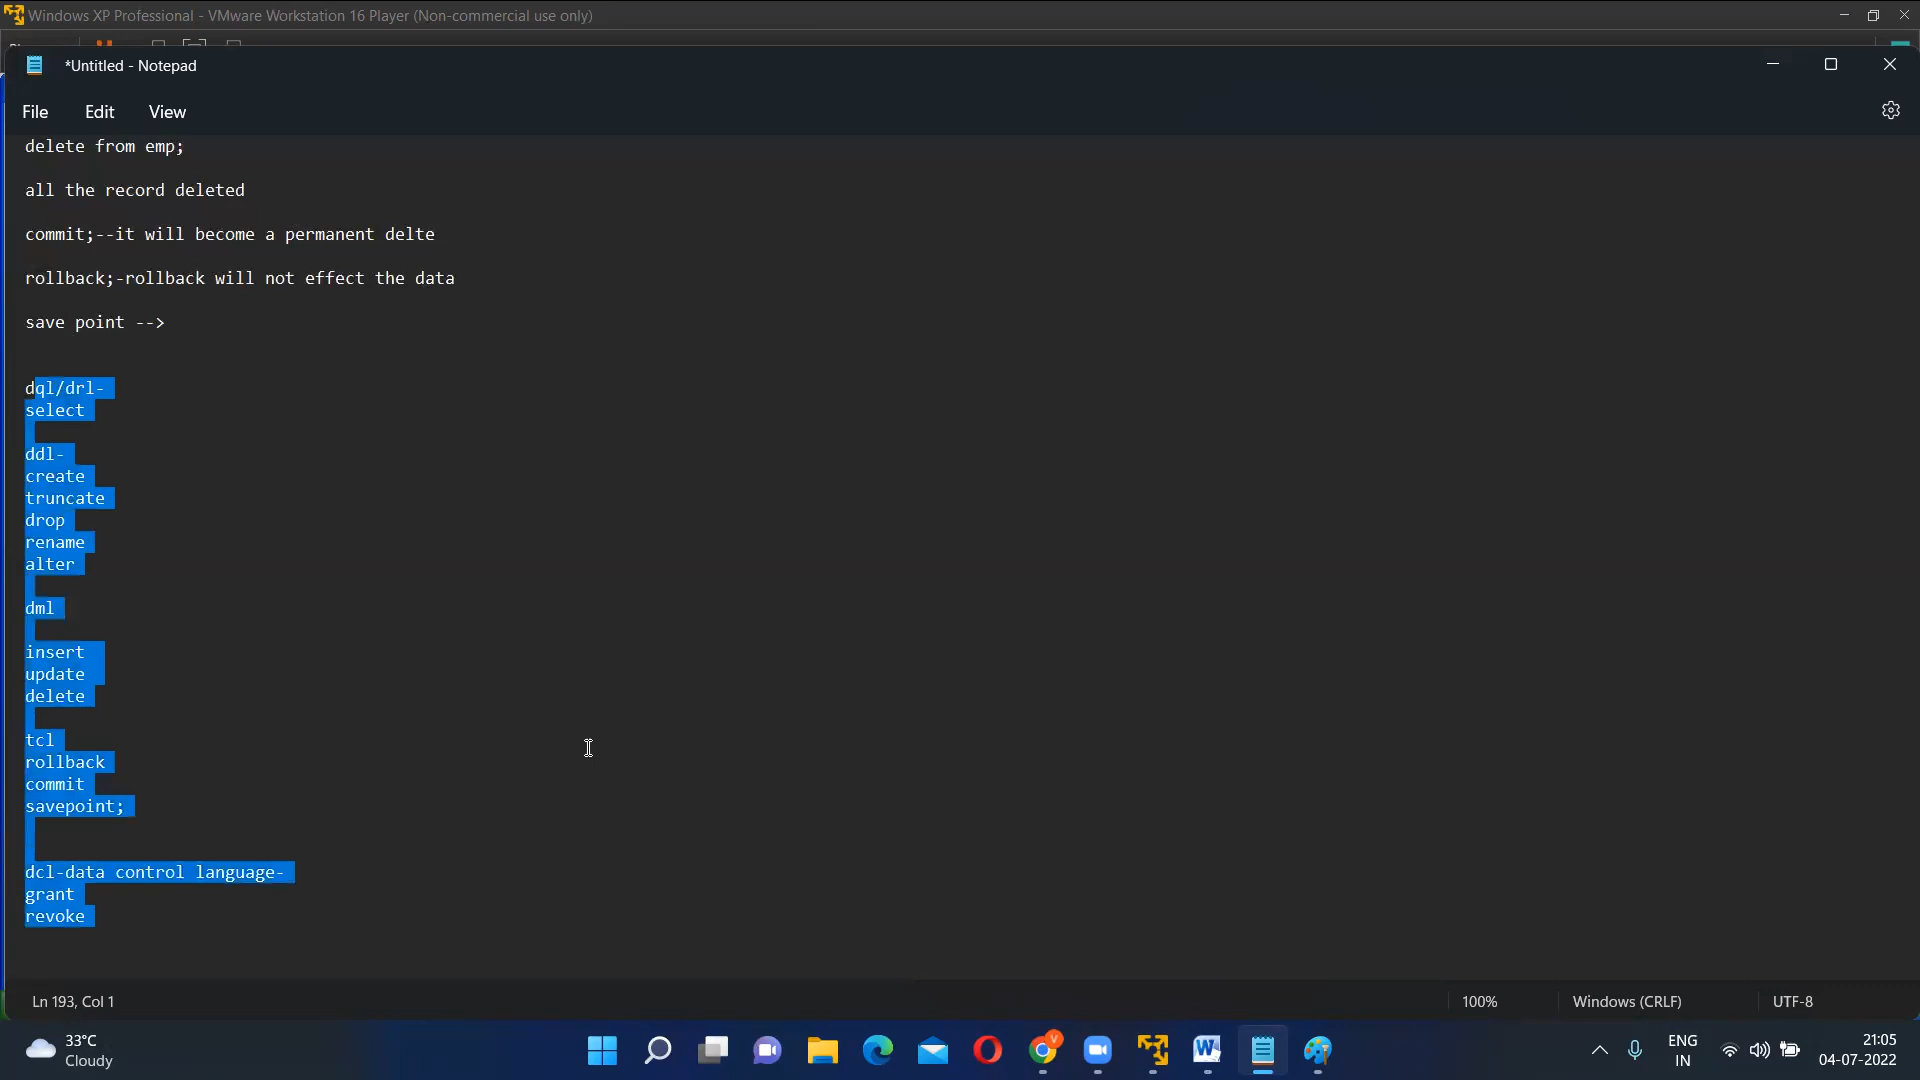 Windows XP Professional - VMware Workstation 16 Player (Non-commercial use only)
*Untitled - Notepad
File Edit View
delete from emp;
all the record deleted
commit;--it will become a permanent delte
rollback;-rollback will not effect the data
save point -->
dql/drl-
select
ddl-
create
truncate
drop
rename
alter
dml
insert
update
delete
tcl
rollback
commit
savepoint;
dcl-data control language-
grant
revoke
Ln 193, Col 1 100% Windows (CRLF) UTF-8
33°C
Cloudy
V
ENG
IN
21:05
04-07-2022